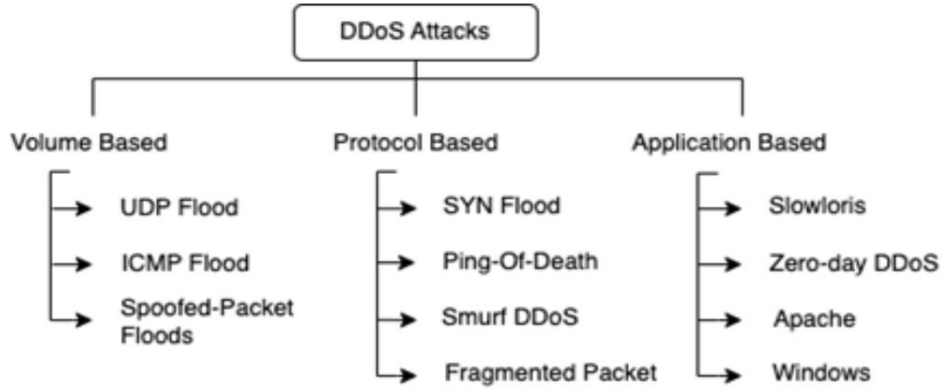 DDoS Attacks
Volume Based
UDP Flood
ICMP Flood
Spoofed-Packet
Floods
Protocol Based
SYN Flood
Ping-Of-Death
Smurf DDoS
Fragmented Packet
Application Based
Slowloris
Zero-day DDoS
Apache
Windows